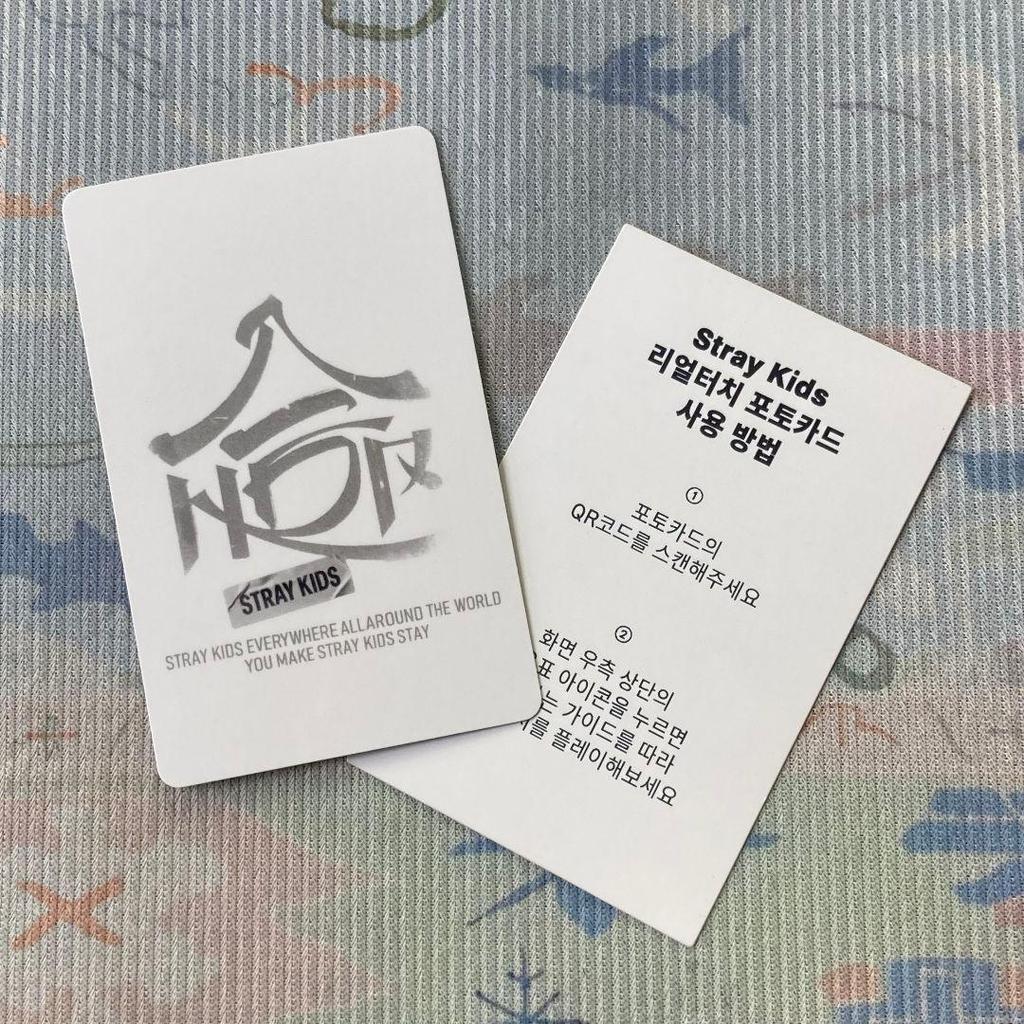 STRAY KIDS
STRAY KIDS EVERYWHERE ALL AROUND THE WORLD
YOU MAKE STRAY KIDS STAY
Stray Kids
리얼터치 포토카드
사용 방법
①
포토카드의
QR코드를 스캔해주세요
②
화면 우측 상단의
아이콘을 누르면
가이드를 따라
플레이해보세요